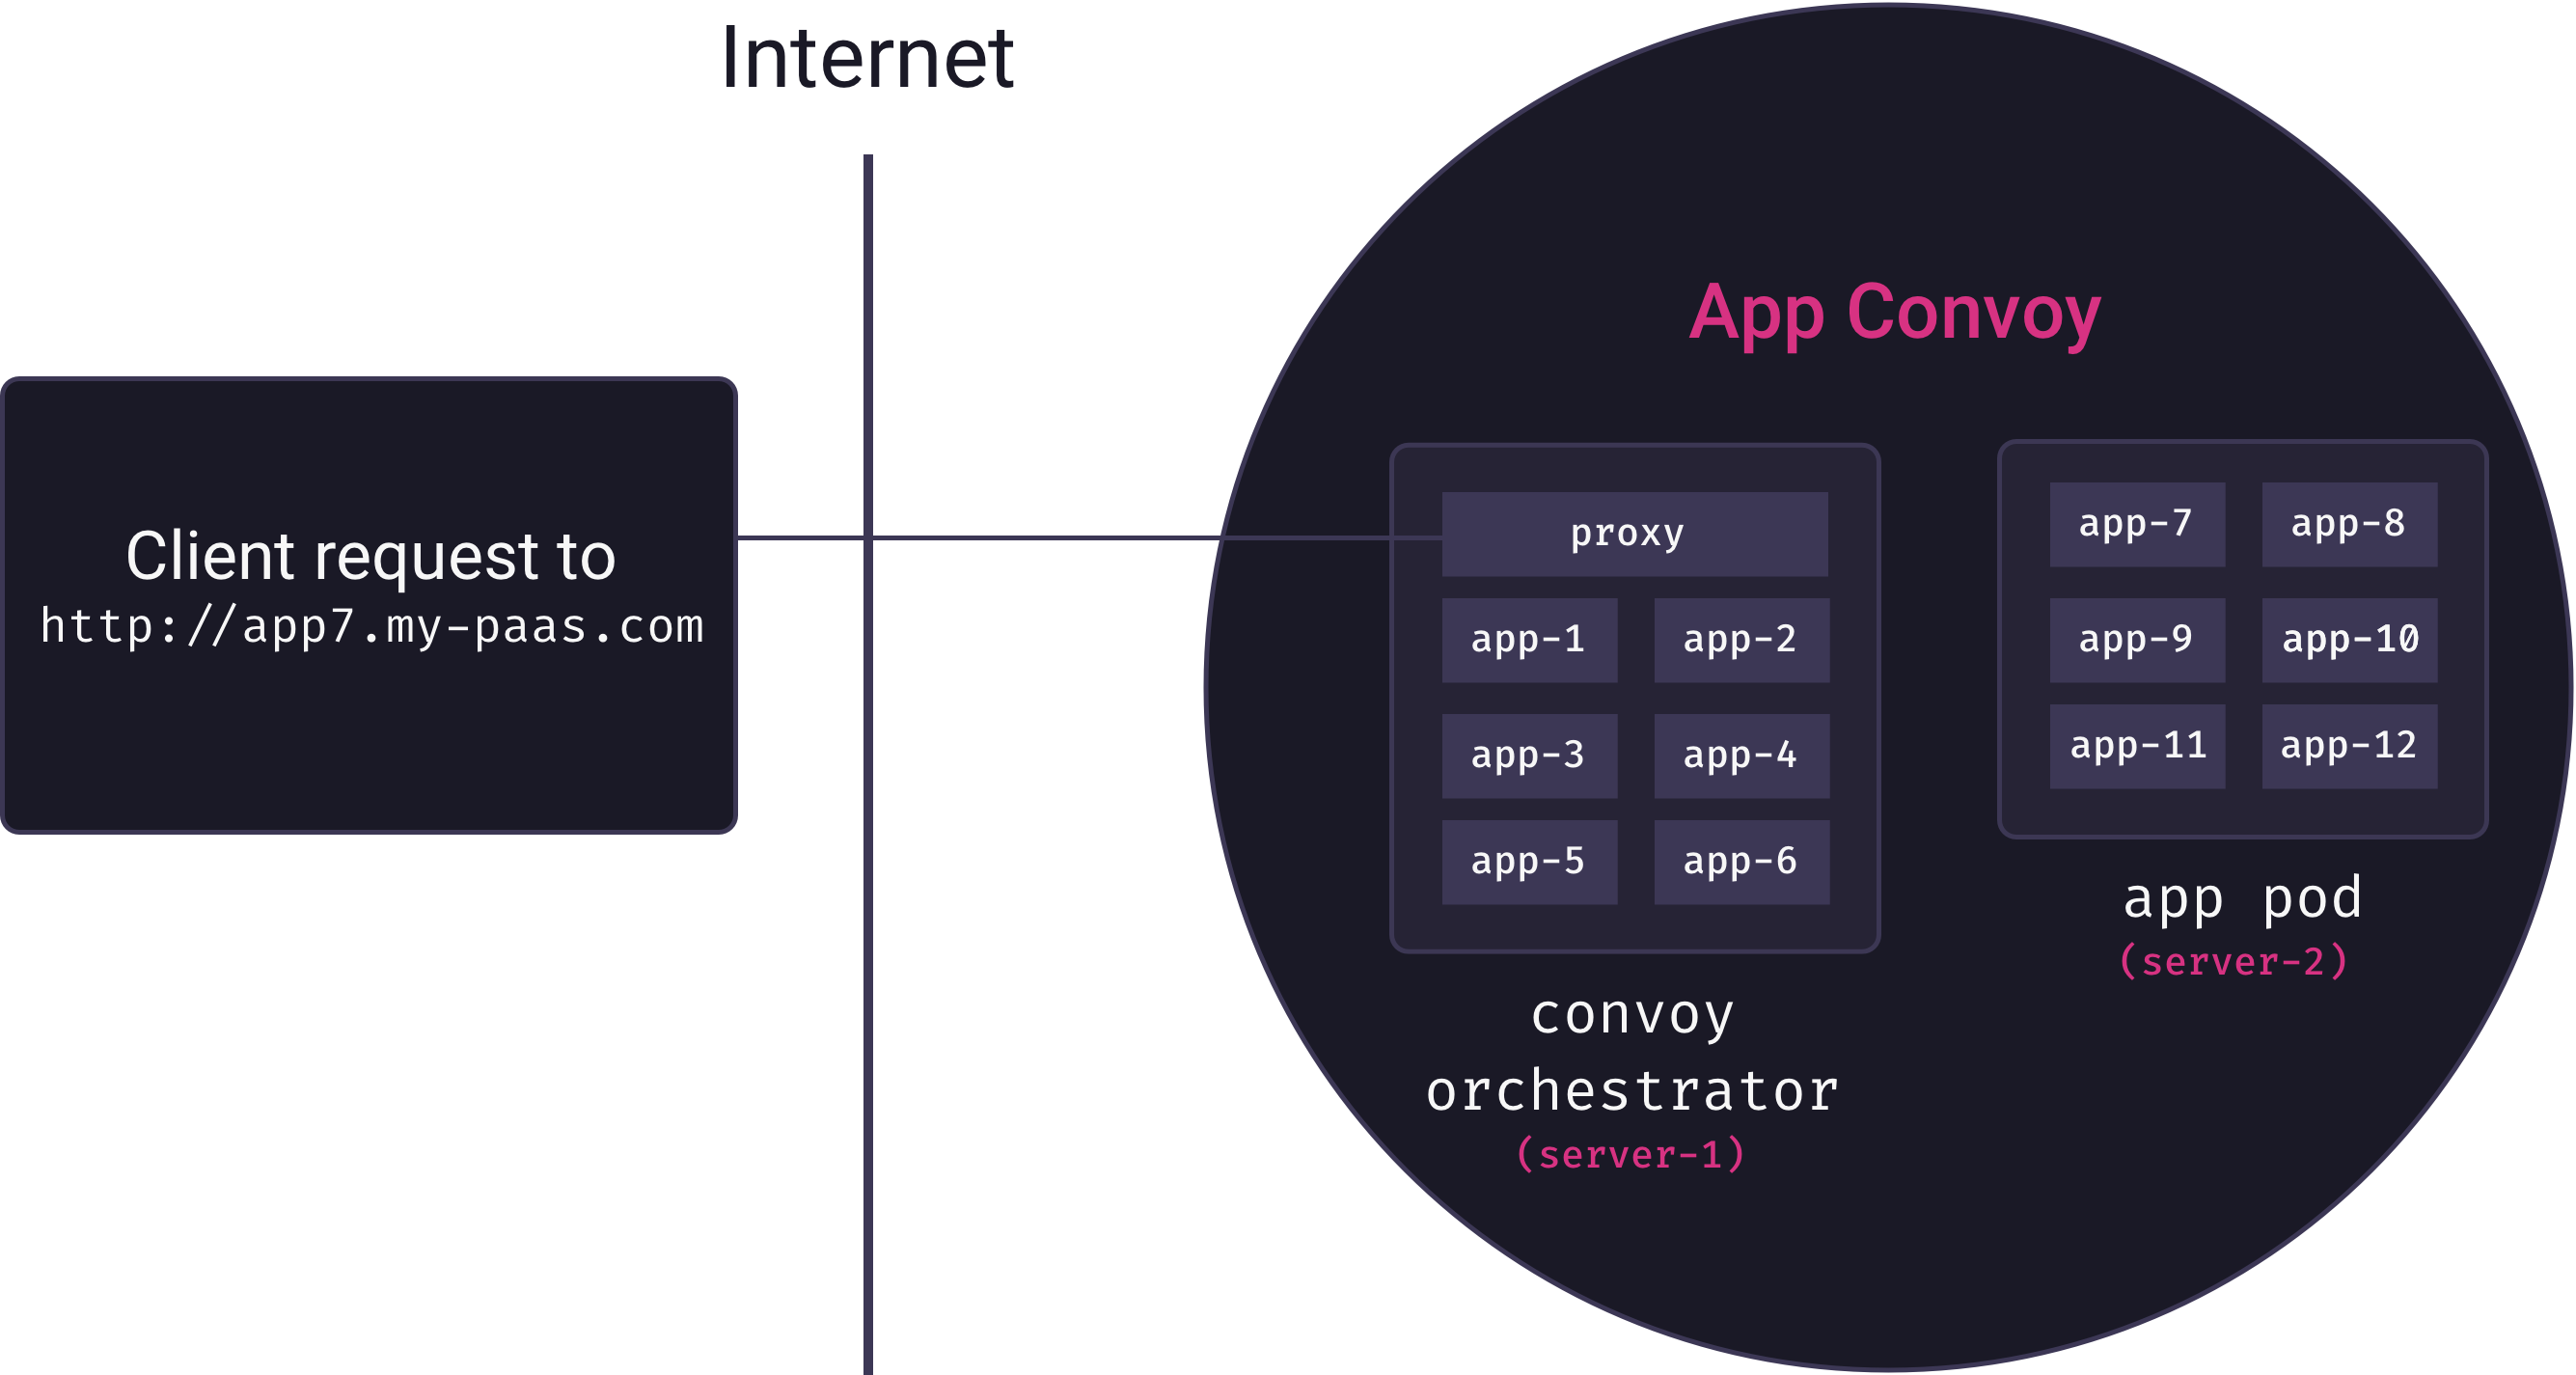 Internet
Client request to
http://app7.my-paas.com
App Convoy
proxy
app-1
app-2
app-3
app-4
app-5
app-6
convoy
orchestrator
(server-1)
app-7
app-8
app-9
app-10
app-11
app-12
app pod
(server-2)